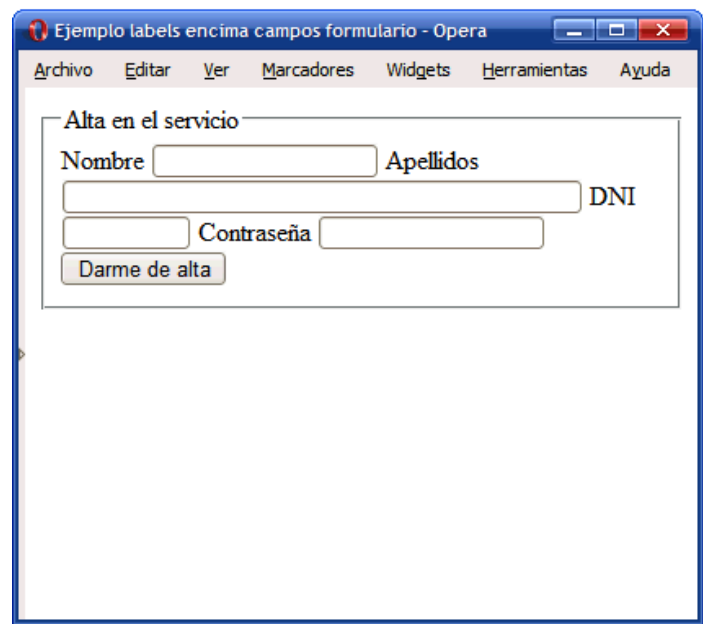 Ejemplo labels encima campos formulario - Opera
Archivo Editar Ver Marcadores Widgets Herramientas Ayuda
Alta en el servicio
Nombre Apellidos
DNI
Contraseña
Darme de alta